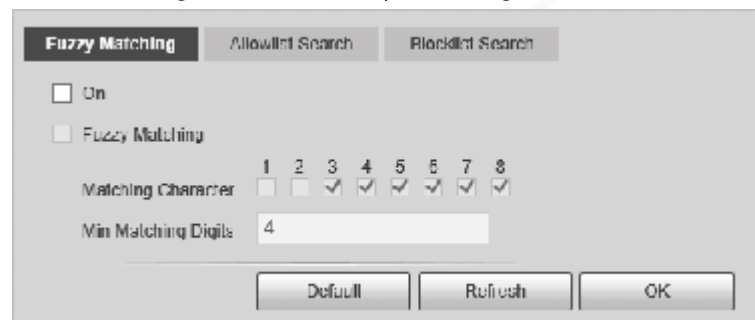 Fuzzy Matching Allowlist Search Blocklist Search
On
Fuzzy Matching
1 2 3 4 5 6 7 8
Matching Character
Min Matching Digits 4
Default Refresh OK